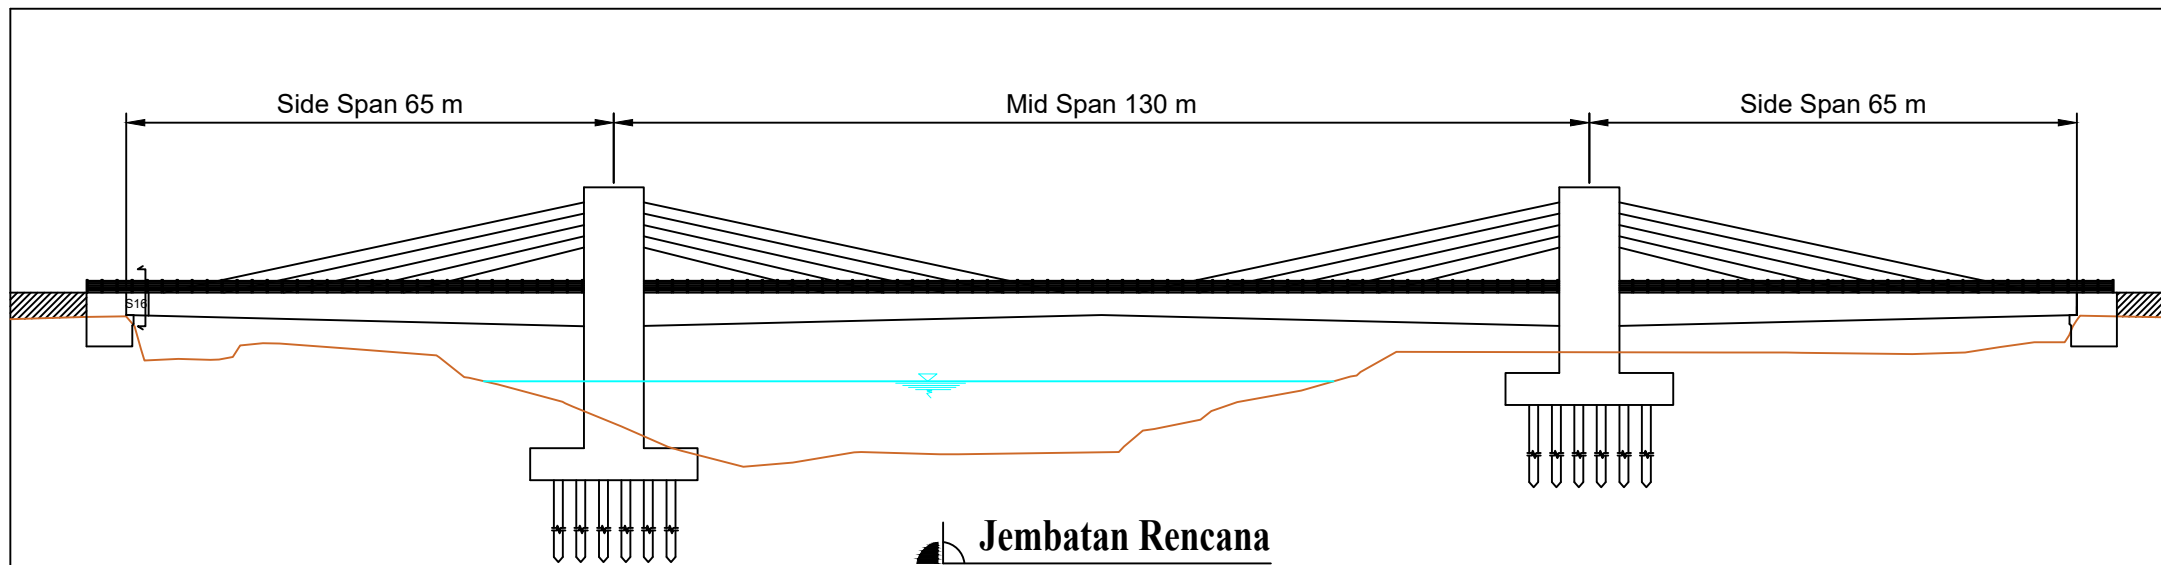 Side Span 65 m
Mid Span 130 m
Side Span 65 m
S16
Jembatan Rencana